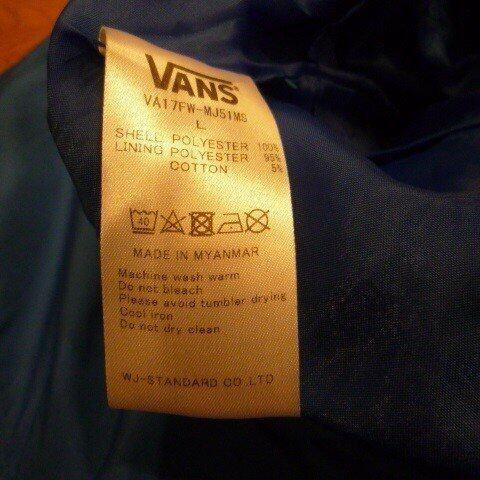 VANS
VA17FW-MJ51MS
L
SHELL POLYESTER 100%
LINING POLYESTER 95%
COTTON 5%
40
MADE IN MYANMAR
Machine wash warm
Do not bleach
Please avoid tumbler drying
Cool iron
Do not dry clean
WJ-STANDARD CO.,LTD